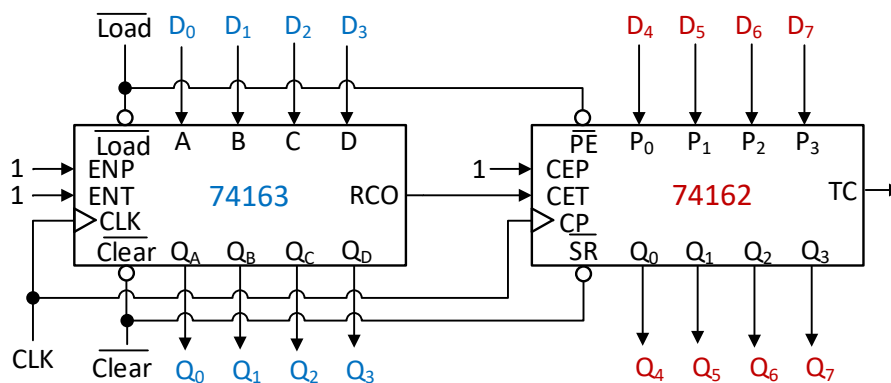 Load D0 D1 D2 D3 D4 D5 D6 D7
Load A B C D PE P0 P1 P2 P3
1 ENP 1 CEP
1 ENT 74163 RCO CET 74162 TC
CLK CP
Clear QA QB QC QD SR Q0 Q1 Q2 Q3
CLK Clear Q0 Q1 Q2 Q3 Q4 Q5 Q6 Q7